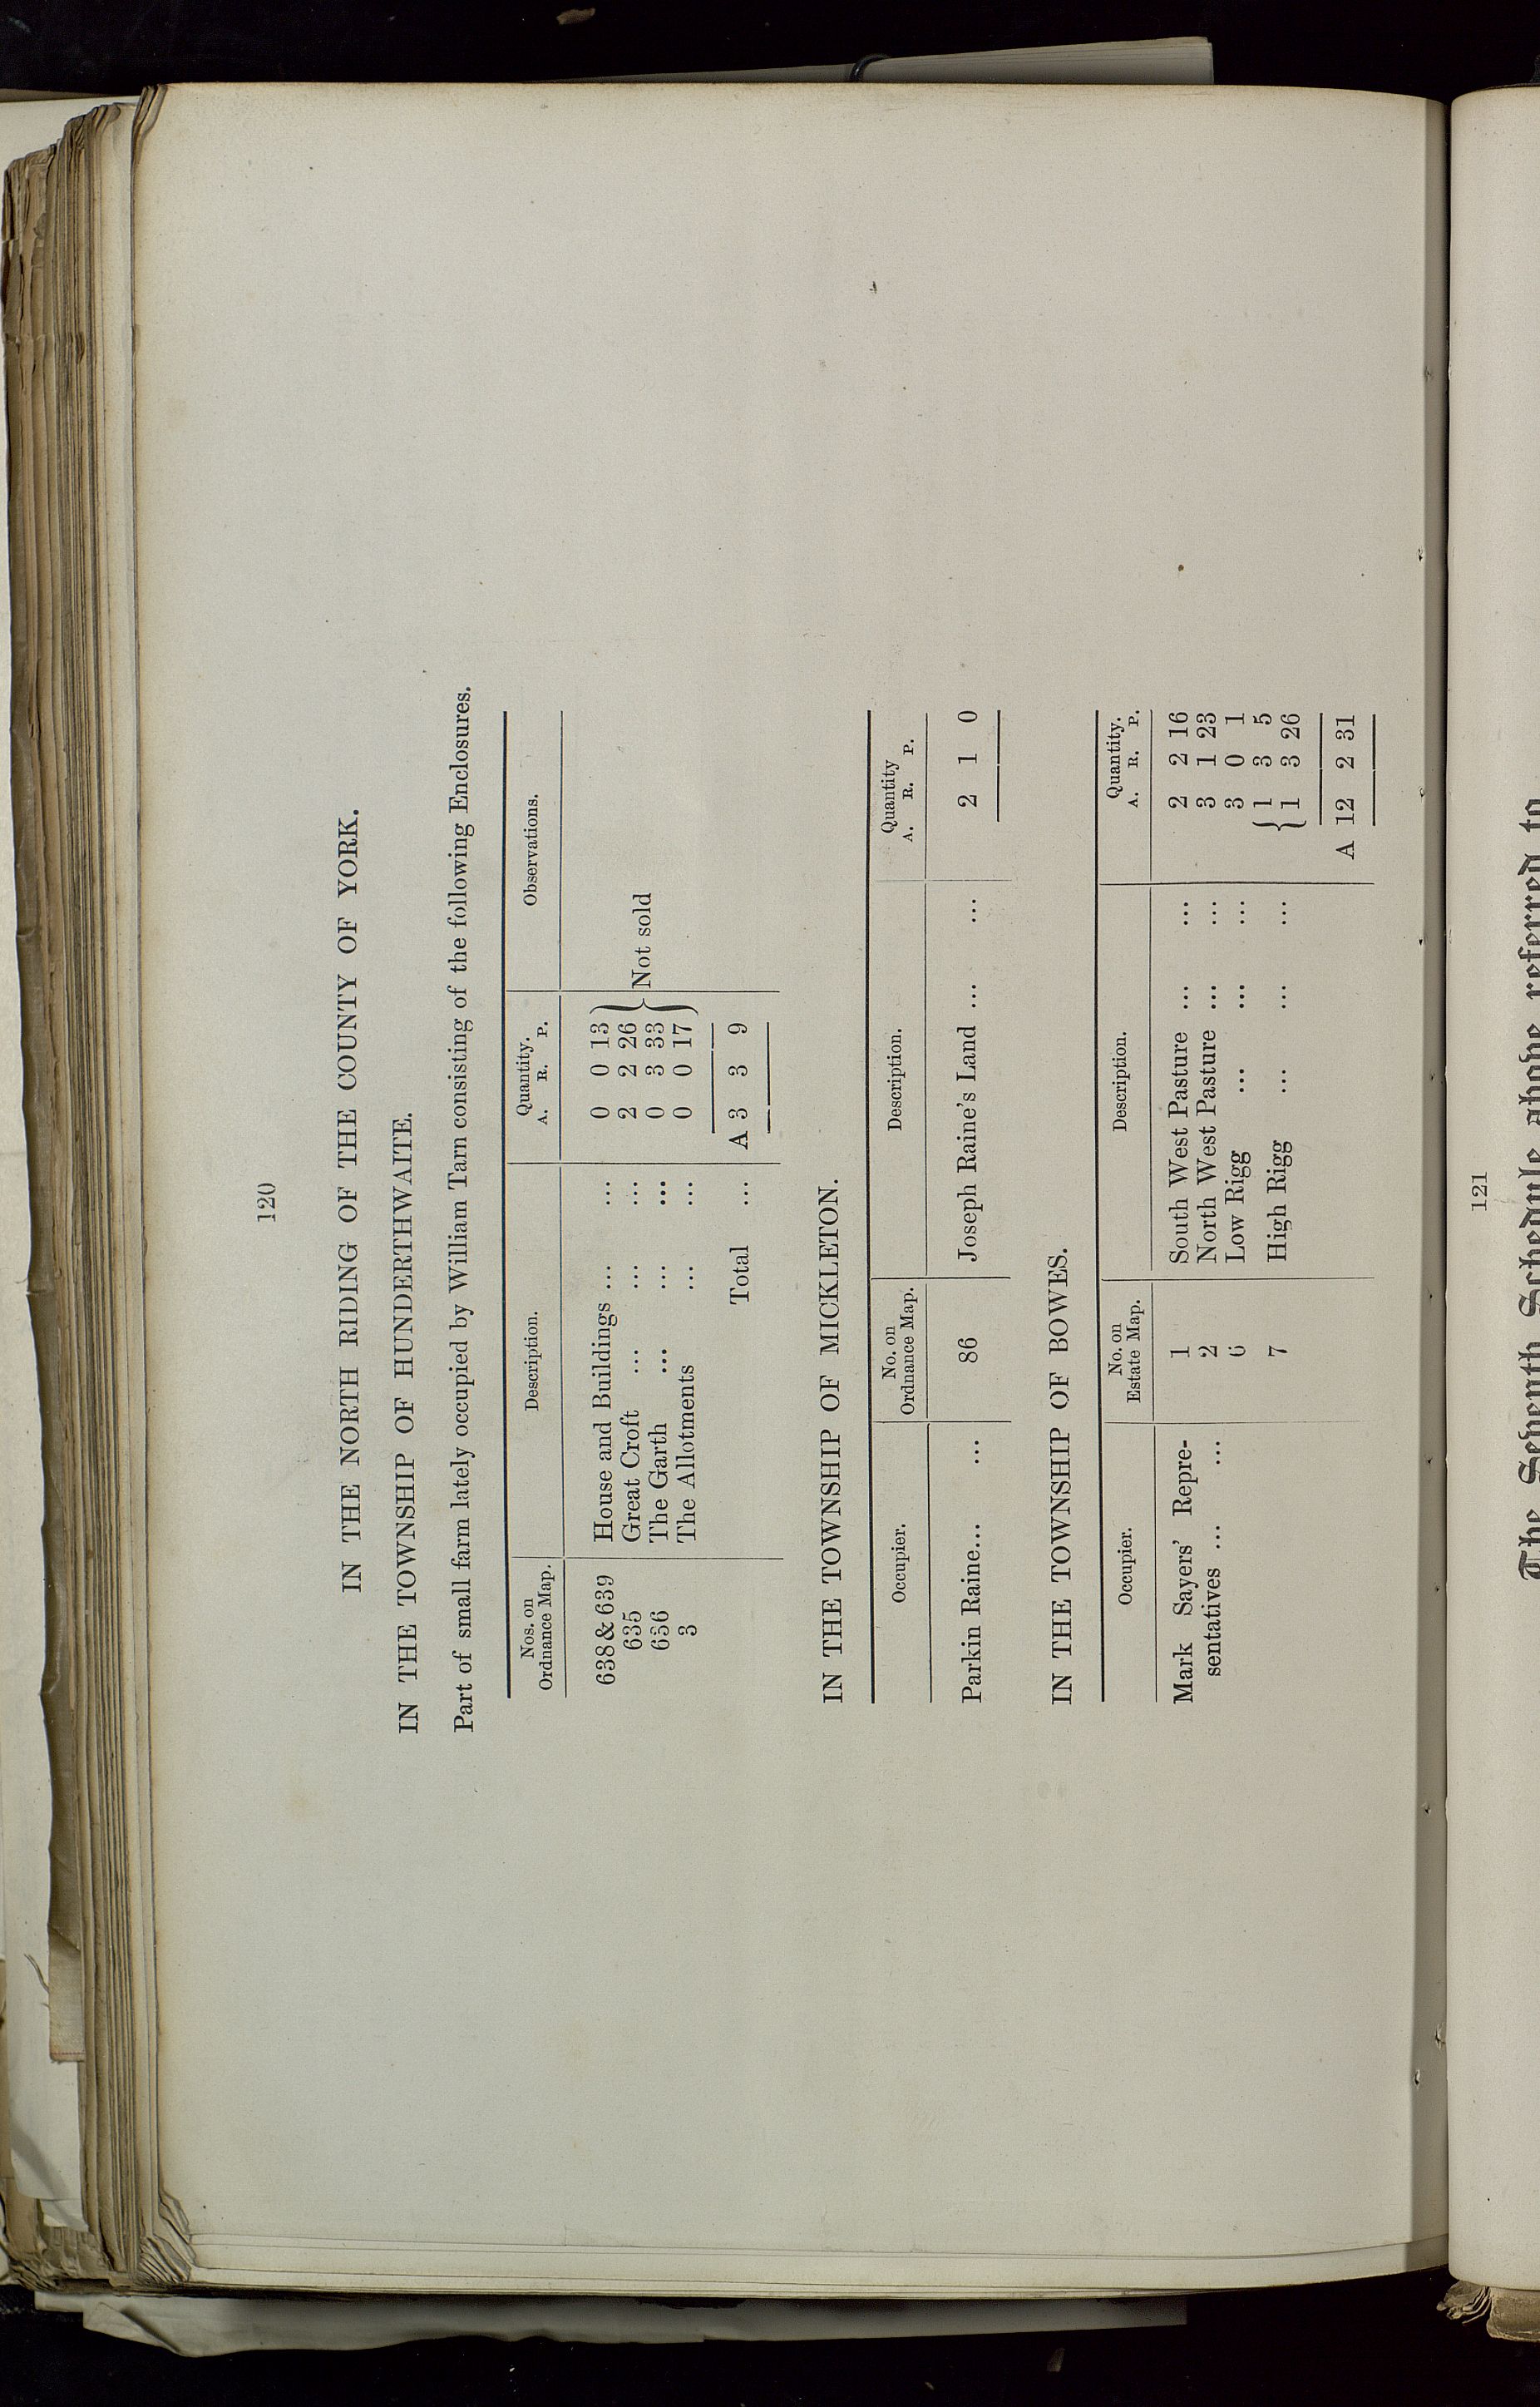 120
IN THE NORTH RIDING OF THE COUNTY OF YORK.
IN THE TOWNSHIP OF HUNDERTHWAITE.
Part of small farm lately occupied by William Tarn consisting of the following Enclosures.
Nos. on Ordnance Map. Description. Quantity. A. R. P. Observations.
638 & 639 House and Buildings ... ... 0 0 13
635 Great Croft ... ... ... 2 2 26
656 The Garth ... ... ... 0 3 33
3 The Allotments ... ... 0 0 17
} Not sold
Total ... A 3 3 9
IN THE TOWNSHIP OF MICKLETON.
Occupier. No. on Ordnance Map. Description. Quantity A. R. P.
Parkin Raine... ... 86 Joseph Raine's Land ... ... 2 1 0
IN THE TOWNSHIP OF BOWES.
Occupier. No. on Estate Map. Description. Quantity. A. R. P.
Mark Sayers' Repre- 1 South West Pasture ... ... 2 2 16
sentatives ... ... 2 North West Pasture ... ... 3 1 23
6 Low Rigg ... ... ... 3 0 1
7 High Rigg ... ... ... { 1 3 5
{ 1 3 26
A 12 2 31
121
The Seventh Schedule above referred to